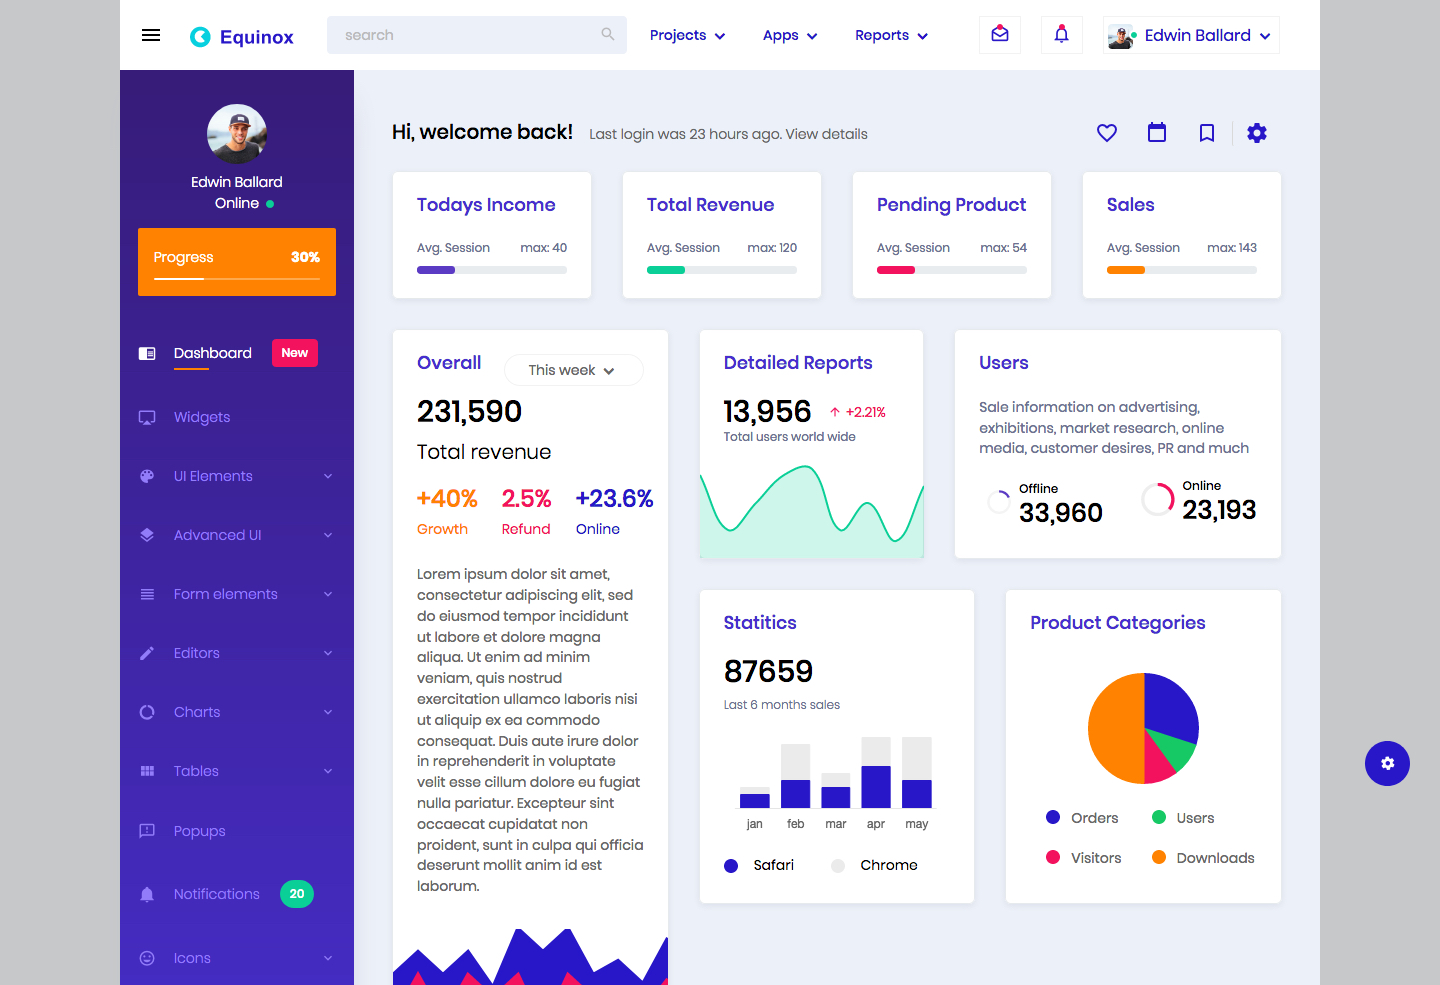 Equinox
search
Projects
Apps
Reports
Edwin Ballard
Edwin Ballard
Online
Progress 30%
Dashboard New
Widgets
UI Elements
Advanced UI
Form elements
Editors
Charts
Tables
Popups
Notifications 20
Icons
Hi, welcome back! Last login was 23 hours ago. View details
Todays Income
Avg. Session max: 40
Total Revenue
Avg. Session max: 120
Pending Product
Avg. Session max: 54
Sales
Avg. Session max: 143
Overall This week
231,590
Total revenue
+40% 2.5% +23.6%
Growth Refund Online
Lorem ipsum dolor sit amet,
consectetur adipiscing elit, sed
do eiusmod tempor incididunt
ut labore et dolore magna
aliqua. Ut enim ad minim
veniam, quis nostrud
exercitation ullamco laboris nisi
ut aliquip ex ea commodo
consequat. Duis aute irure dolor
in reprehenderit in voluptate
velit esse cillum dolore eu fugiat
nulla pariatur. Excepteur sint
occaecat cupidatat non
proident, sunt in culpa qui officia
deserunt mollit anim id est
laborum.
Detailed Reports
13,956 +2.21%
Total users world wide
Users
Sale information on advertising,
exhibitions, market research, online
media, customer desires, PR and much
Offline
33,960
Online
23,193
Statitics
87659
Last 6 months sales
jan feb mar apr may
Safari Chrome
Product Categories
Orders Users
Visitors Downloads